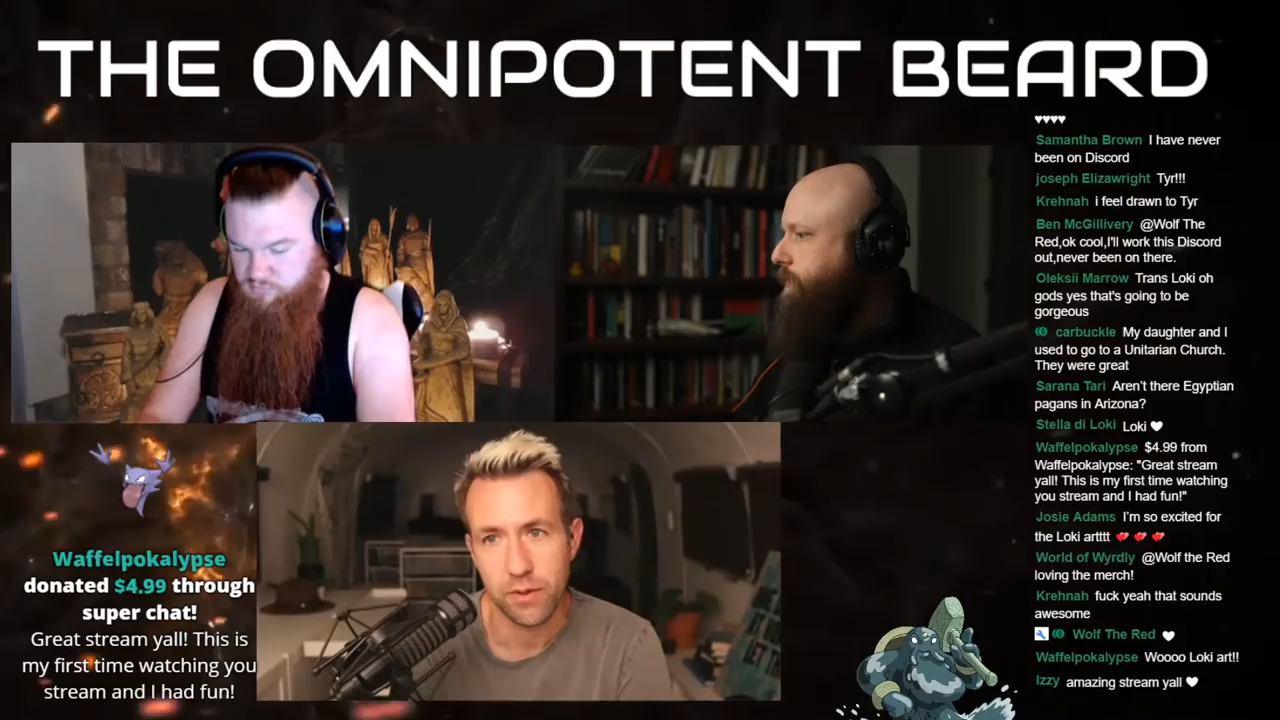 THE OMNIPOTENT BEARD
♥♥♥♥
Samantha Brown I have never
been on Discord
joseph Elizawright Tyr!!!
Krehnah i feel drawn to Tyr
Ben McGillivery @Wolf The
Red,ok cool,I'll work this Discord
out,never been on there.
Oleksii Marrow Trans Loki oh
gods yes that's going to be
gorgeous
carbuckle My daughter and I
used to go to a Unitarian Church.
They were great
Sarana Tari Aren't there Egyptian
pagans in Arizona?
Stella di Loki Loki 🤍
Waffelpokalypse $4.99 from
Waffelpokalypse: "Great stream
yall! This is my first time watching
you stream and I had fun!"
Josie Adams I'm so excited for
the Loki artttt ❤️ ❤️ ❤️
World of Wyrdly @Wolf the Red
loving the merch!
Krehnah fuck yeah that sounds
awesome
Wolf The Red 🤍
Waffelpokalypse Woooo Loki art!!
Izzy amazing stream yall 🤍
Waffelpokalypse
donated $4.99 through
super chat!
Great stream yall! This is
my first time watching you
stream and I had fun!